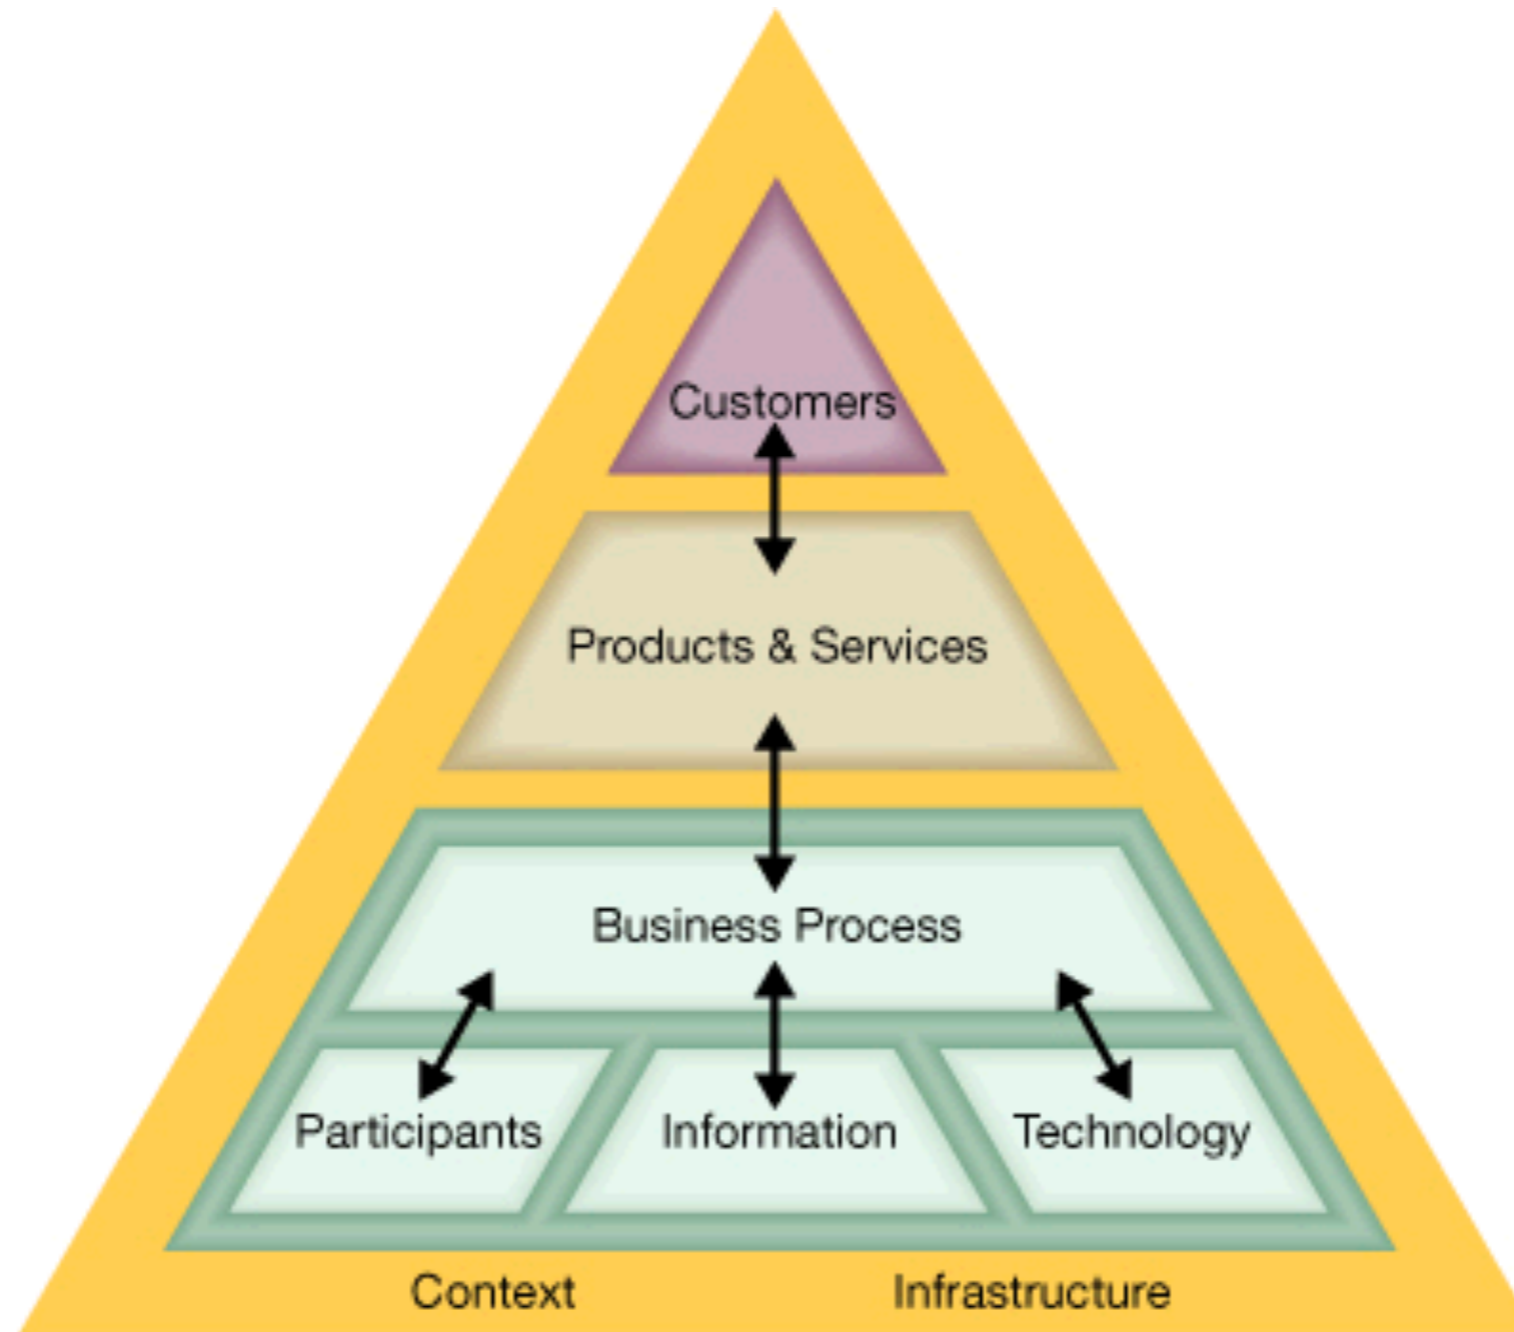 Customers
Products & Services
Business Process
Participants Information Technology
Context Infrastructure